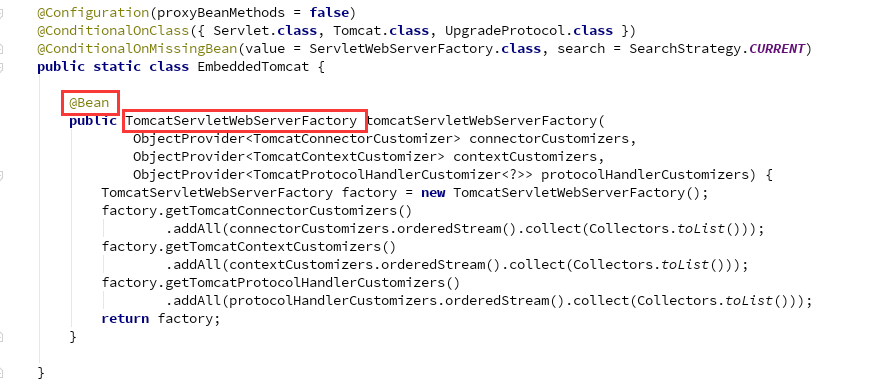 @Configuration(proxyBeanMethods = false)
@ConditionalOnClass({ Servlet.class, Tomcat.class, UpgradeProtocol.class })
@ConditionalOnMissingBean(value = ServletWebServerFactory.class, search = SearchStrategy.CURRENT)
public static class EmbeddedTomcat {
@Bean
public TomcatServletWebServerFactory tomcatServletWebServerFactory(
ObjectProvider<TomcatConnectorCustomizer> connectorCustomizers,
ObjectProvider<TomcatContextCustomizer> contextCustomizers,
ObjectProvider<TomcatProtocolHandlerCustomizer<?>> protocolHandlerCustomizers) {
TomcatServletWebServerFactory factory = new TomcatServletWebServerFactory();
factory.getTomcatConnectorCustomizers()
.addAll(connectorCustomizers.orderedStream().collect(Collectors.toList()));
factory.getTomcatContextCustomizers()
.addAll(contextCustomizers.orderedStream().collect(Collectors.toList()));
factory.getTomcatProtocolHandlerCustomizers()
.addAll(protocolHandlerCustomizers.orderedStream().collect(Collectors.toList()));
return factory;
}
}